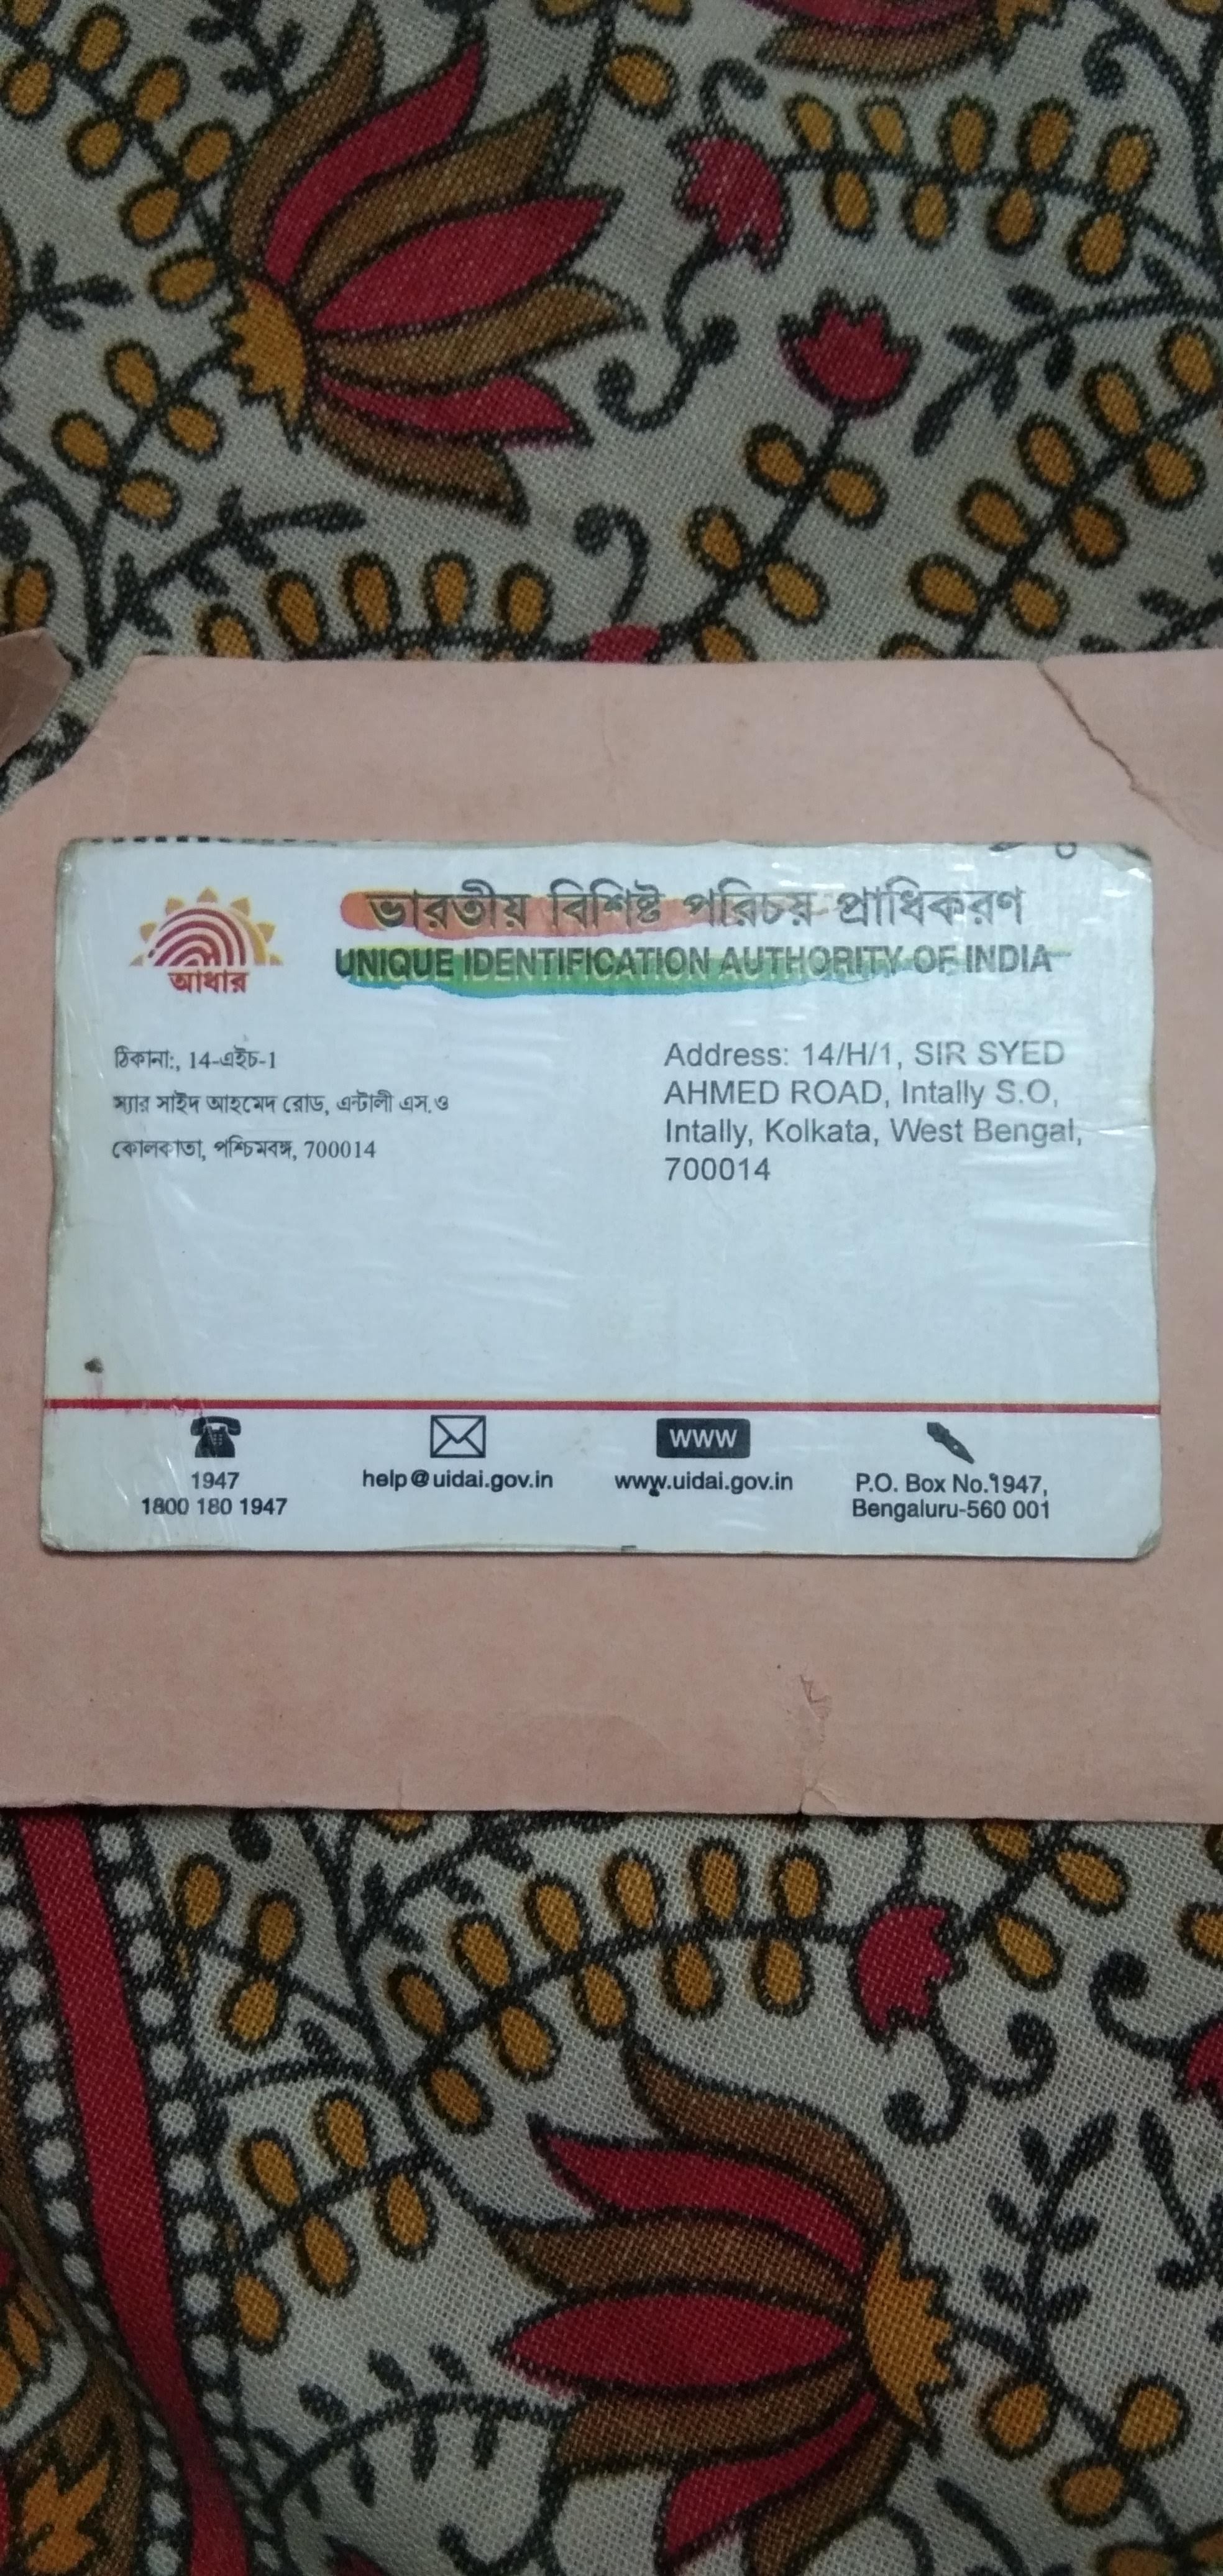 ভারতীয় বিশিষ্ট পরিচয় প্রাধিকরণ
UNIQUE IDENTIFICATION AUTHORITY OF INDIA
আধার
ঠিকানা:, 14-এইচ-1
স্যার সাইদ আহমেদ রোড, এন্টালী এস.ও
কোলকাতা, পশ্চিমবঙ্গ, 700014
Address: 14/H/1, SIR SYED
AHMED ROAD, Intally S.O,
Intally, Kolkata, West Bengal,
700014
1947
1800 180 1947
help@uidai.gov.in
WWW
www.uidai.gov.in
P.O. Box No.1947,
Bengaluru-560 001